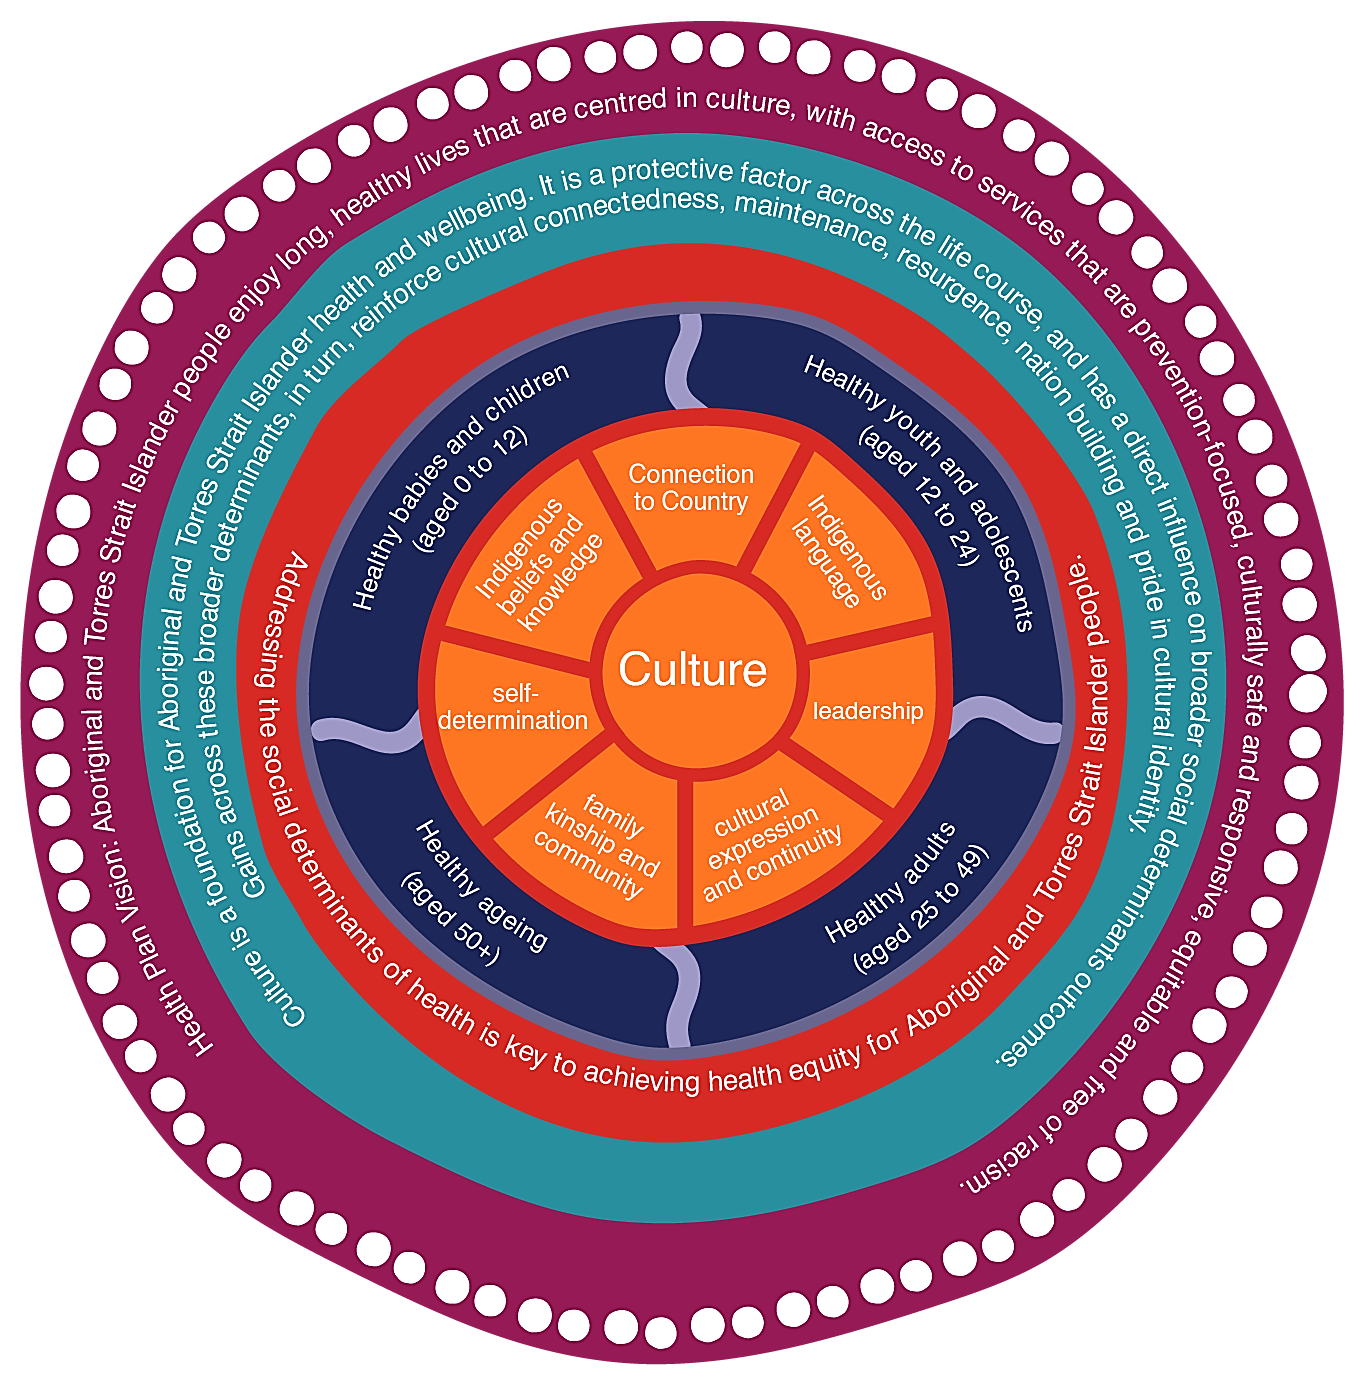 Health Plan Vision: Aboriginal and Torres Strait Islander people enjoy long, healthy lives that are centred in culture, with access to services that are prevention-focused, culturally safe and responsive, equitable and free of racism.
Culture is a foundation for Aboriginal and Torres Strait Islander health and wellbeing. It is a protective factor across the life course, and has a direct influence on broader social determinants outcomes.
Gains across these broader determinants, in turn, reinforce cultural connectedness, maintenance, resurgence, nation building and pride in cultural identity.
Addressing the social determinants of health is key to achieving health equity for Aboriginal and Torres Strait Islander people.
Healthy babies and children
(aged 0 to 12)
Healthy youth and adolescents
(aged 12 to 24)
Healthy adults
(aged 25 to 49)
Healthy ageing
(aged 50+)
Connection
to Country
Indigenous
language
leadership
cultural
expression
and continuity
family
kinship and
community
self-
determination
Indigenous
beliefs and
knowledge
Culture